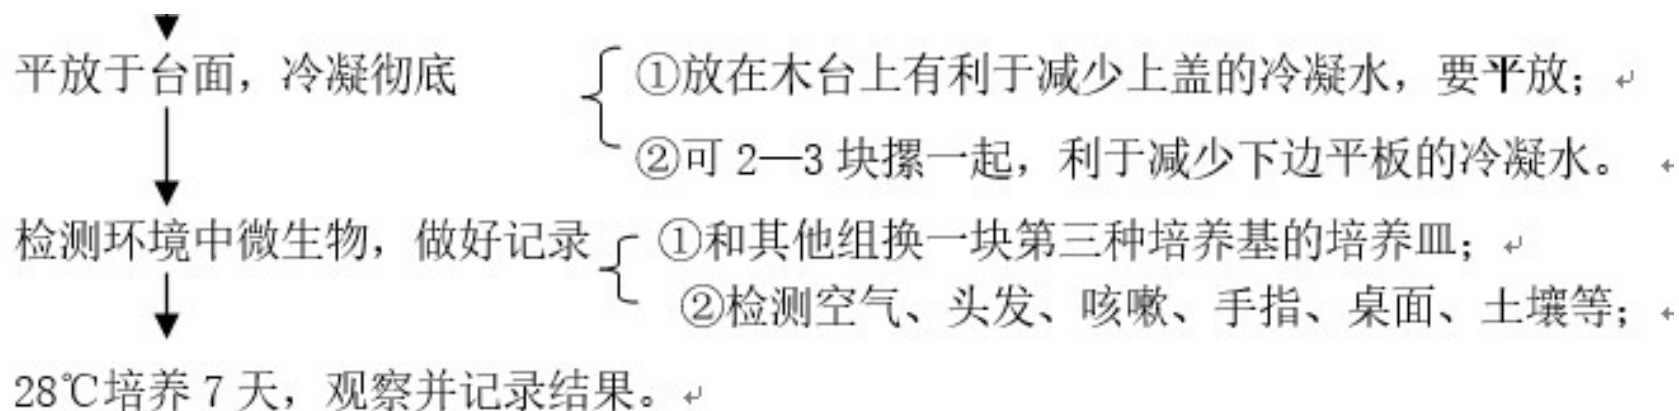 平放于台面，冷凝彻底
①放在木台上有利于减少上盖的冷凝水，要平放；
②可 2—3 块摞一起，利于减少下边平板的冷凝水。
检测环境中微生物，做好记录
①和其他组换一块第三种培养基的培养皿；
②检测空气、头发、咳嗽、手指、桌面、土壤等；
28℃培养 7 天，观察并记录结果。